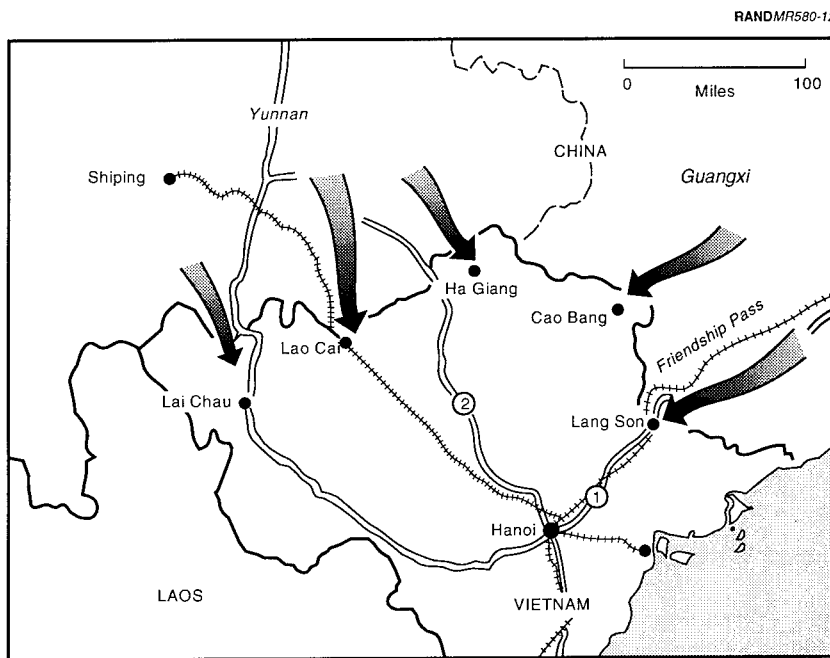 RANDMR580-12
0 100
Miles
Yunnan
CHINA
Shiping
Guangxi
Ha Giang
Cao Bang
Friendship Pass
Lao Cai
Lai Chau
2
Lang Son
1
Hanoi
LAOS
VIETNAM